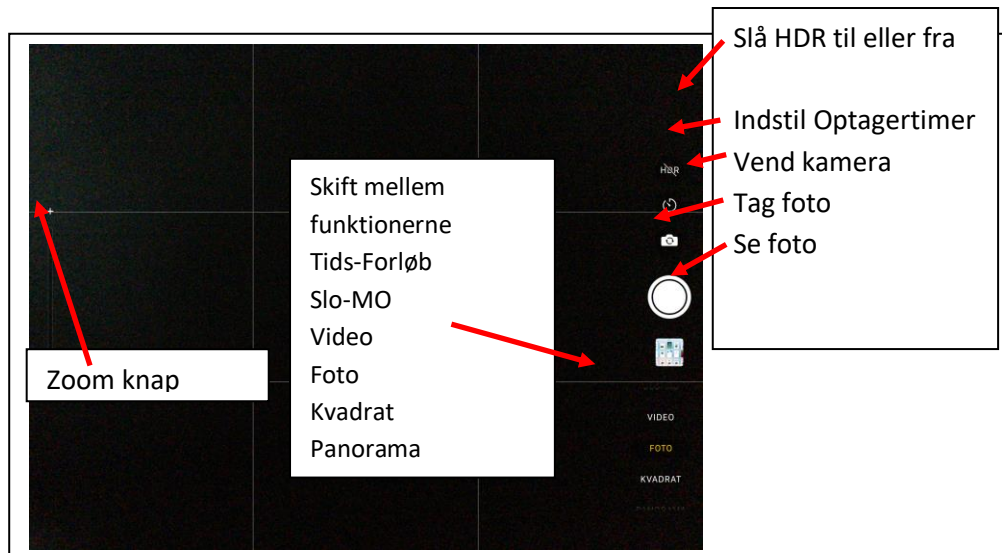 Slå HDR til eller fra
Indstil Optagertimer
Vend kamera
Tag foto
Se foto
HDR
Skift mellem
funktionerne
Tids-Forløb
Slo-MO
Video
Foto
Kvadrat
Panorama
Zoom knap
VIDEO
FOTO
KVADRAT